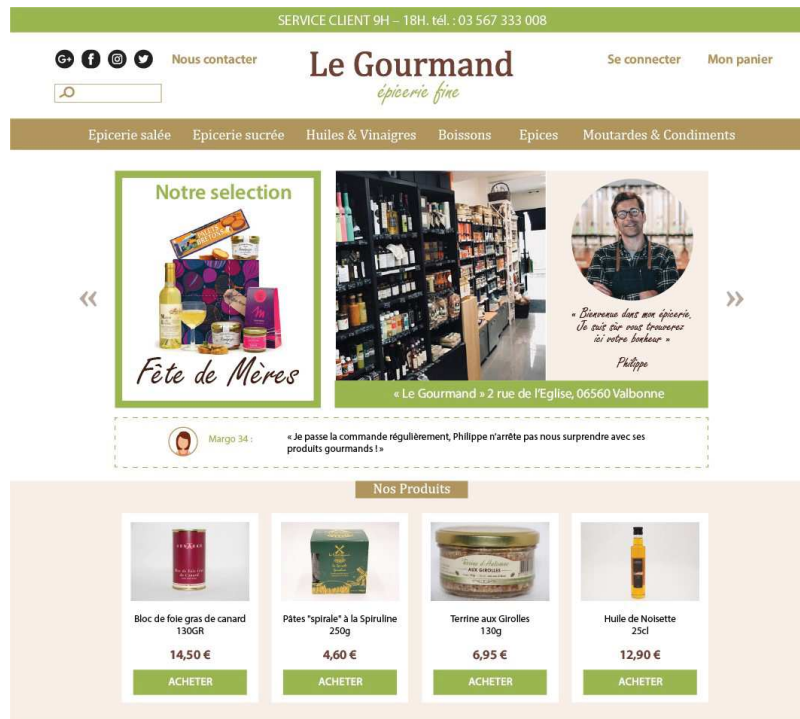 SERVICE CLIENT 9H – 18H. tél. : 03 567 333 008
Nous contacter
Le Gourmand
épicerie fine
Se connecter
Mon panier
Epicerie salée
Epicerie sucrée
Huiles & Vinaigres
Boissons
Epices
Moutardes & Condiments
Notre selection
Fête de Mères
« Bienvenue dans mon épicerie.
Je suis sûr vous trouverez
ici votre bonheur »
Philippe
« Le Gourmand » 2 rue de l'Eglise, 06560 Valbonne
Margo 34 :
« Je passe la commande régulièrement, Philippe n'arrête pas nous surprendre avec ses
produits gourmands ! »
Nos Produits
AUX GIROLLES
Bloc de foie gras de canard
130GR
14,50 €
ACHETER
Pâtes "spirale" à la Spiruline
250g
4,60 €
ACHETER
Terrine aux Girolles
130g
6,95 €
ACHETER
Huile de Noisette
25cl
12,90 €
ACHETER